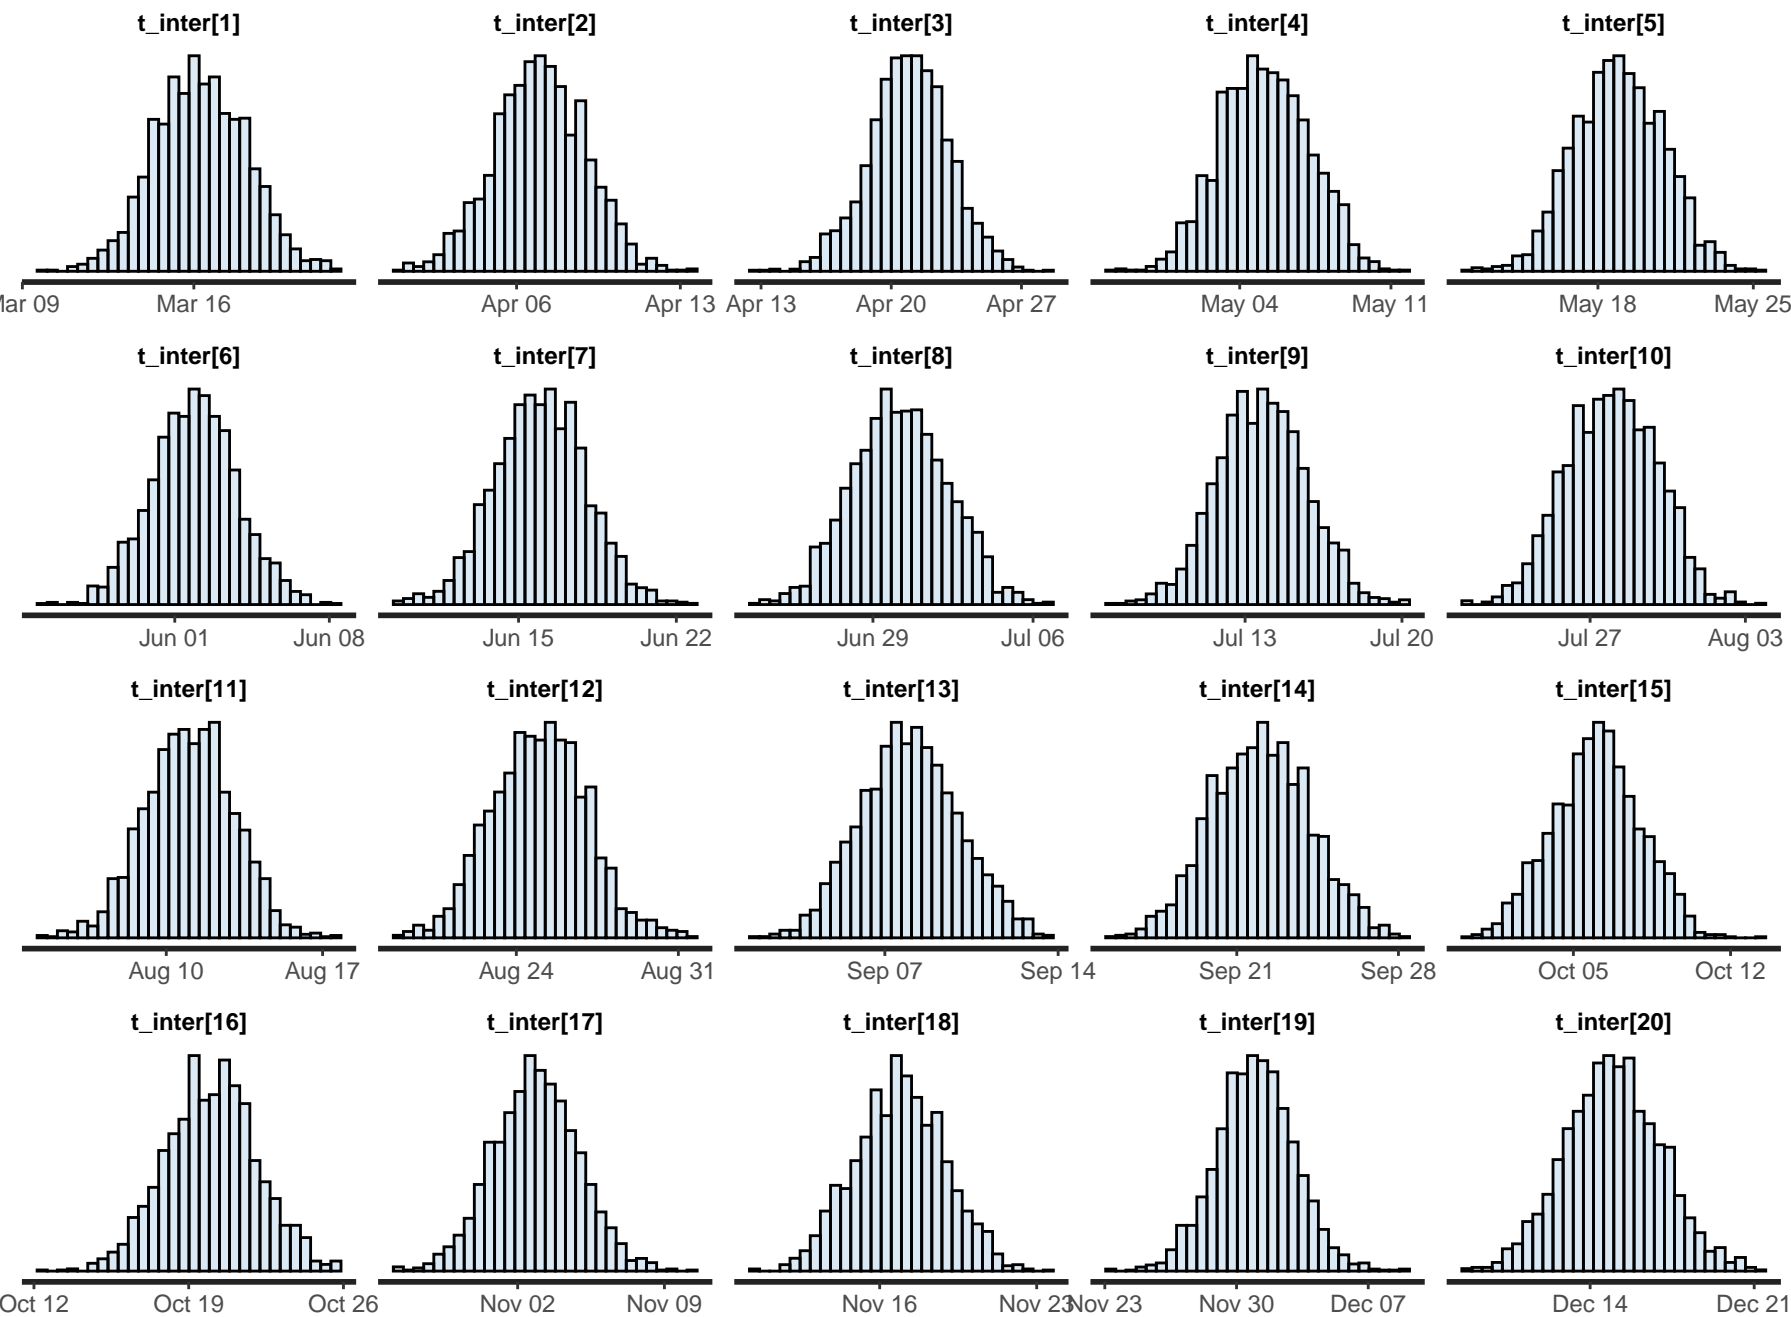 t_inter[1] t_inter[2] t_inter[3] t_inter[4] t_inter[5]
Mar 09 Mar 16 Apr 06 Apr 13 Apr 13 Apr 20 Apr 27 May 04 May 11 May 18 May 25
t_inter[6] t_inter[7] t_inter[8] t_inter[9] t_inter[10]
Jun 01 Jun 08 Jun 15 Jun 22 Jun 29 Jul 06 Jul 13 Jul 20 Jul 27 Aug 03
t_inter[11] t_inter[12] t_inter[13] t_inter[14] t_inter[15]
Aug 10 Aug 17 Aug 24 Aug 31 Sep 07 Sep 14 Sep 21 Sep 28 Oct 05 Oct 12
t_inter[16] t_inter[17] t_inter[18] t_inter[19] t_inter[20]
Oct 12 Oct 19 Oct 26 Nov 02 Nov 09 Nov 16 Nov 23 Nov 23 Nov 30 Dec 07 Dec 14 Dec 21